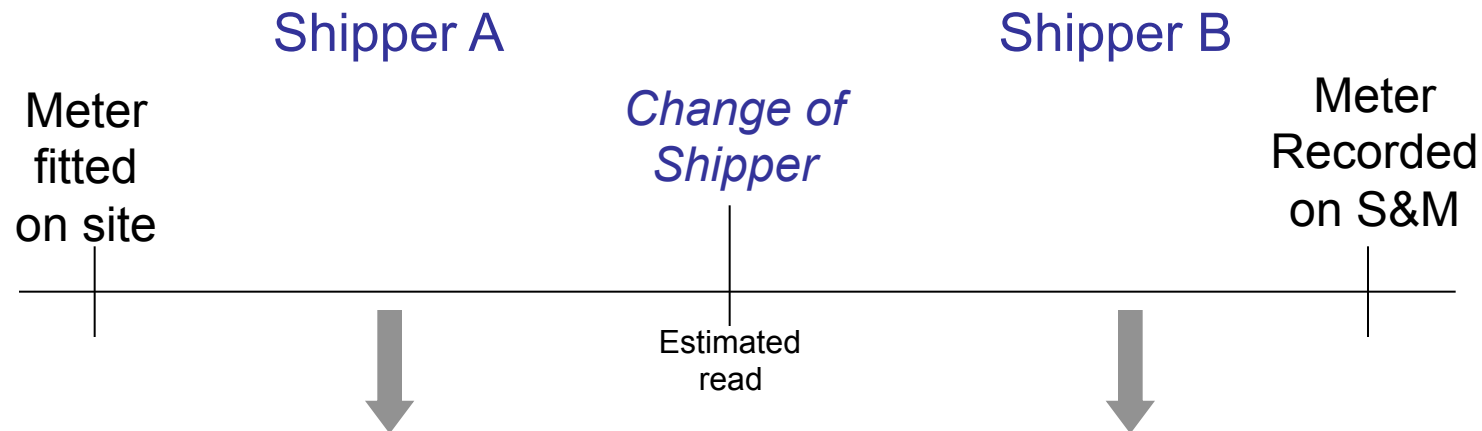 Shipper A
Shipper B
Meter
fitted
on site
Change of
Shipper
Meter
Recorded
on S&M
Estimated
read